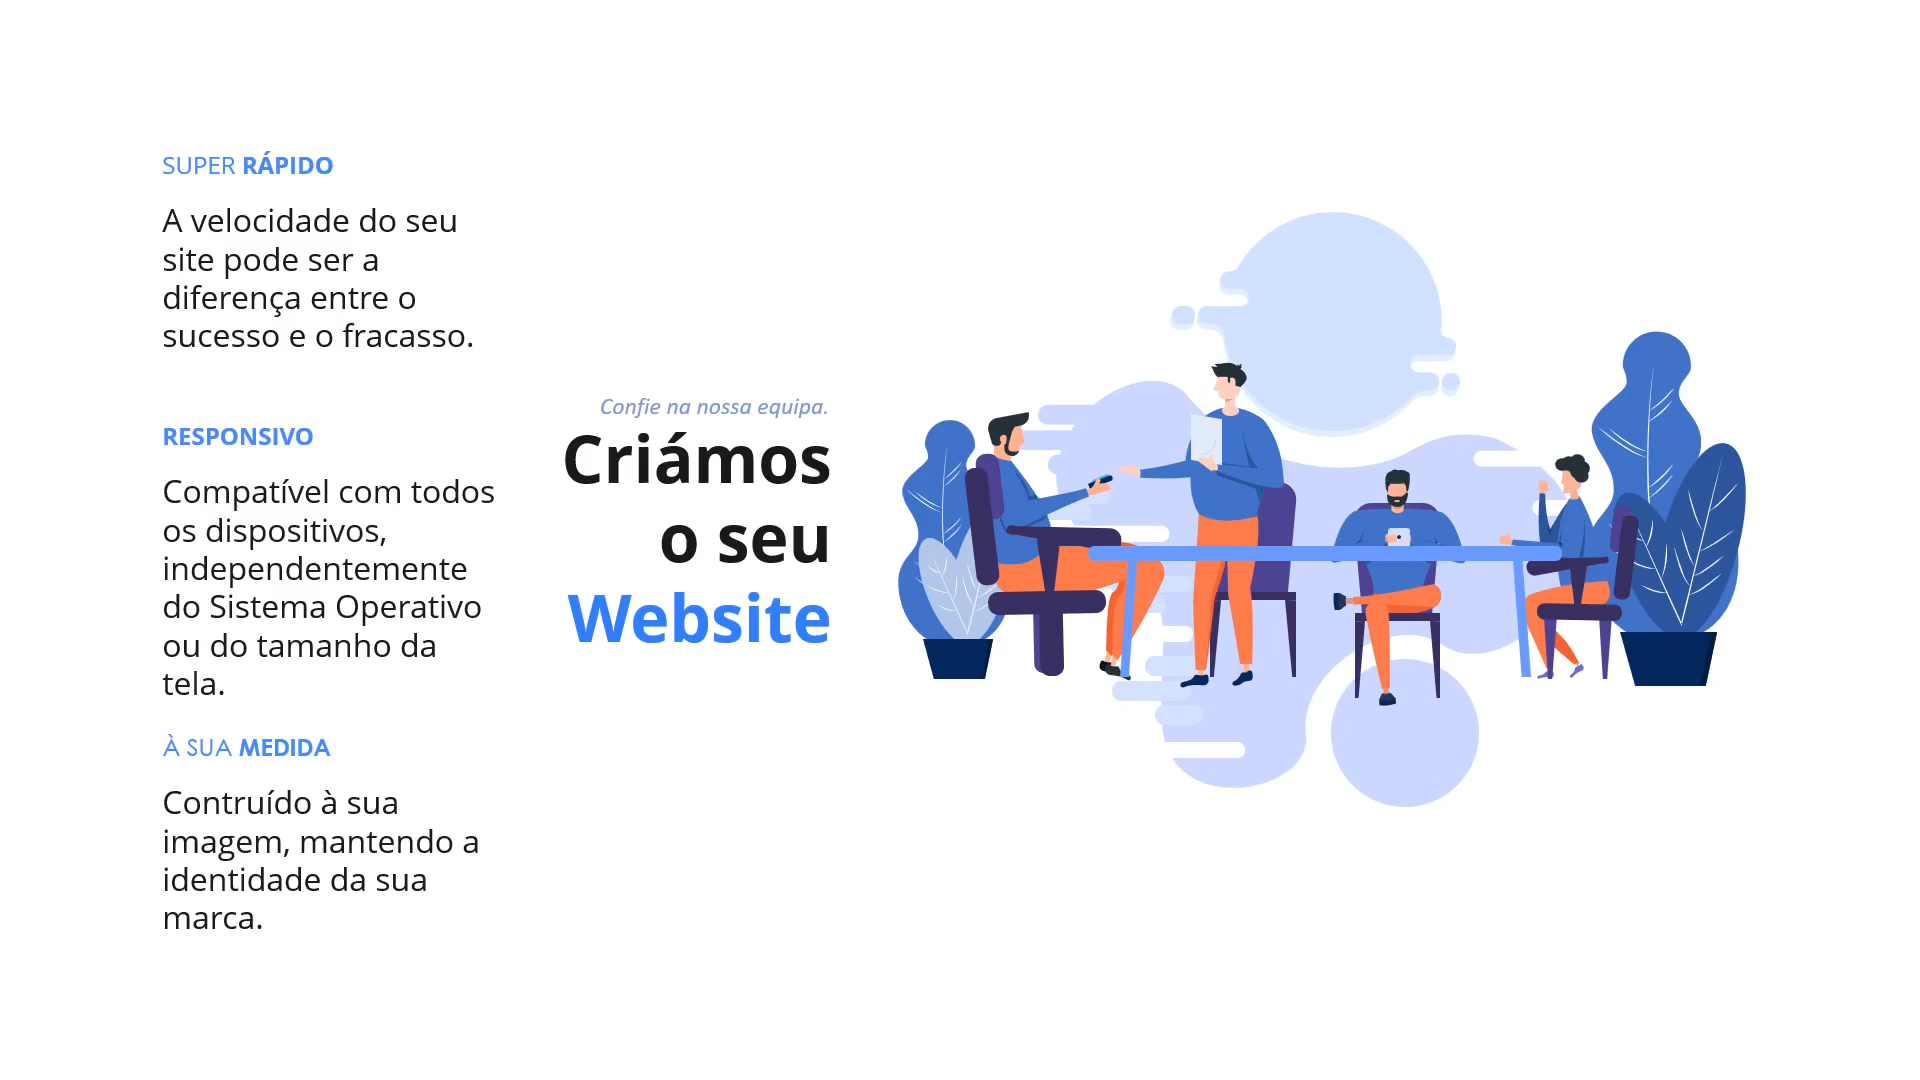 SUPER RÁPIDO
A velocidade do seu
site pode ser a
diferença entre o
sucesso e o fracasso.
RESPONSIVO
Compatível com todos
os dispositivos,
independentemente
do Sistema Operativo
ou do tamanho da
tela.
À SUA MEDIDA
Contruído à sua
imagem, mantendo a
identidade da sua
marca.
Confie na nossa equipa.
Criámos
o seu
Website